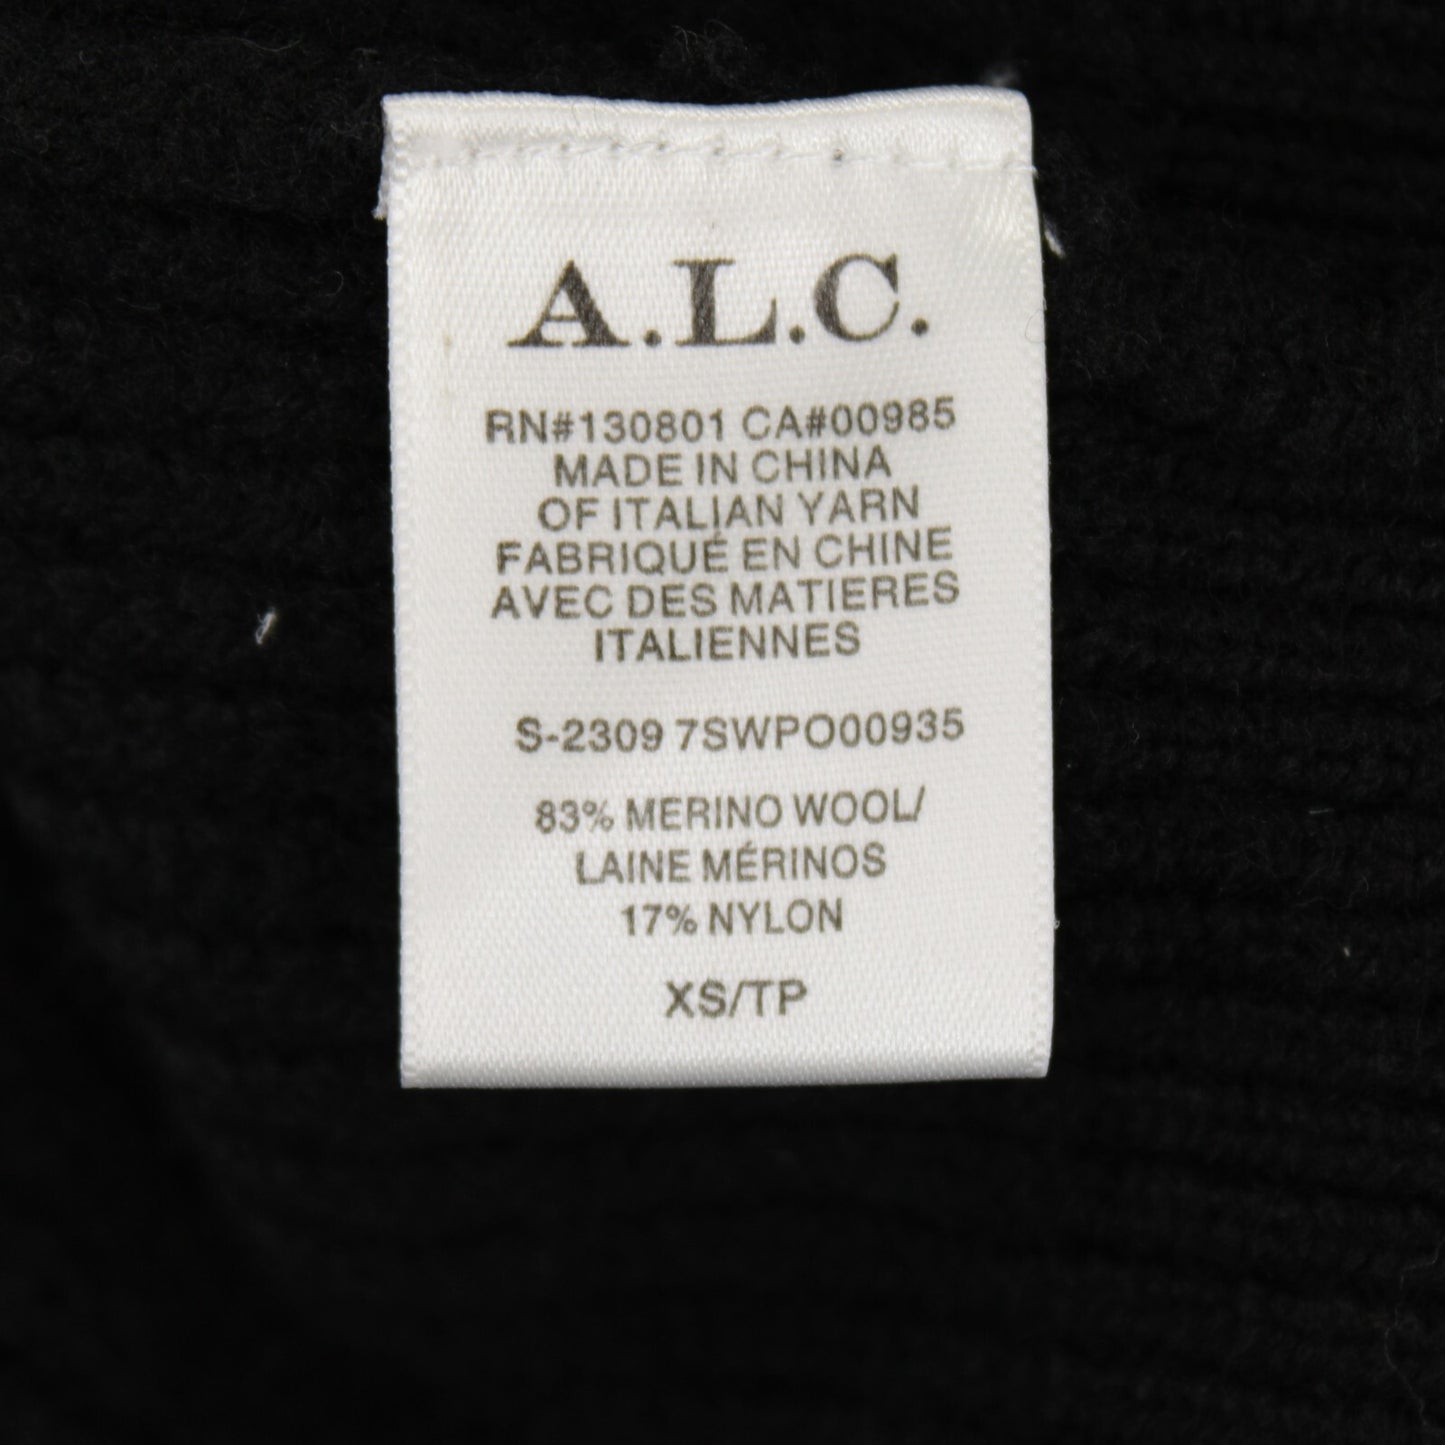 A.L.C.
RN#130801 CA#00985
MADE IN CHINA
OF ITALIAN YARN
FABRIQUÉ EN CHINE
AVEC DES MATIERES
ITALIENNES
S-2309 7SWPO00935
83% MERINO WOOL/
LAINE MÉRINOS
17% NYLON
XS/TP